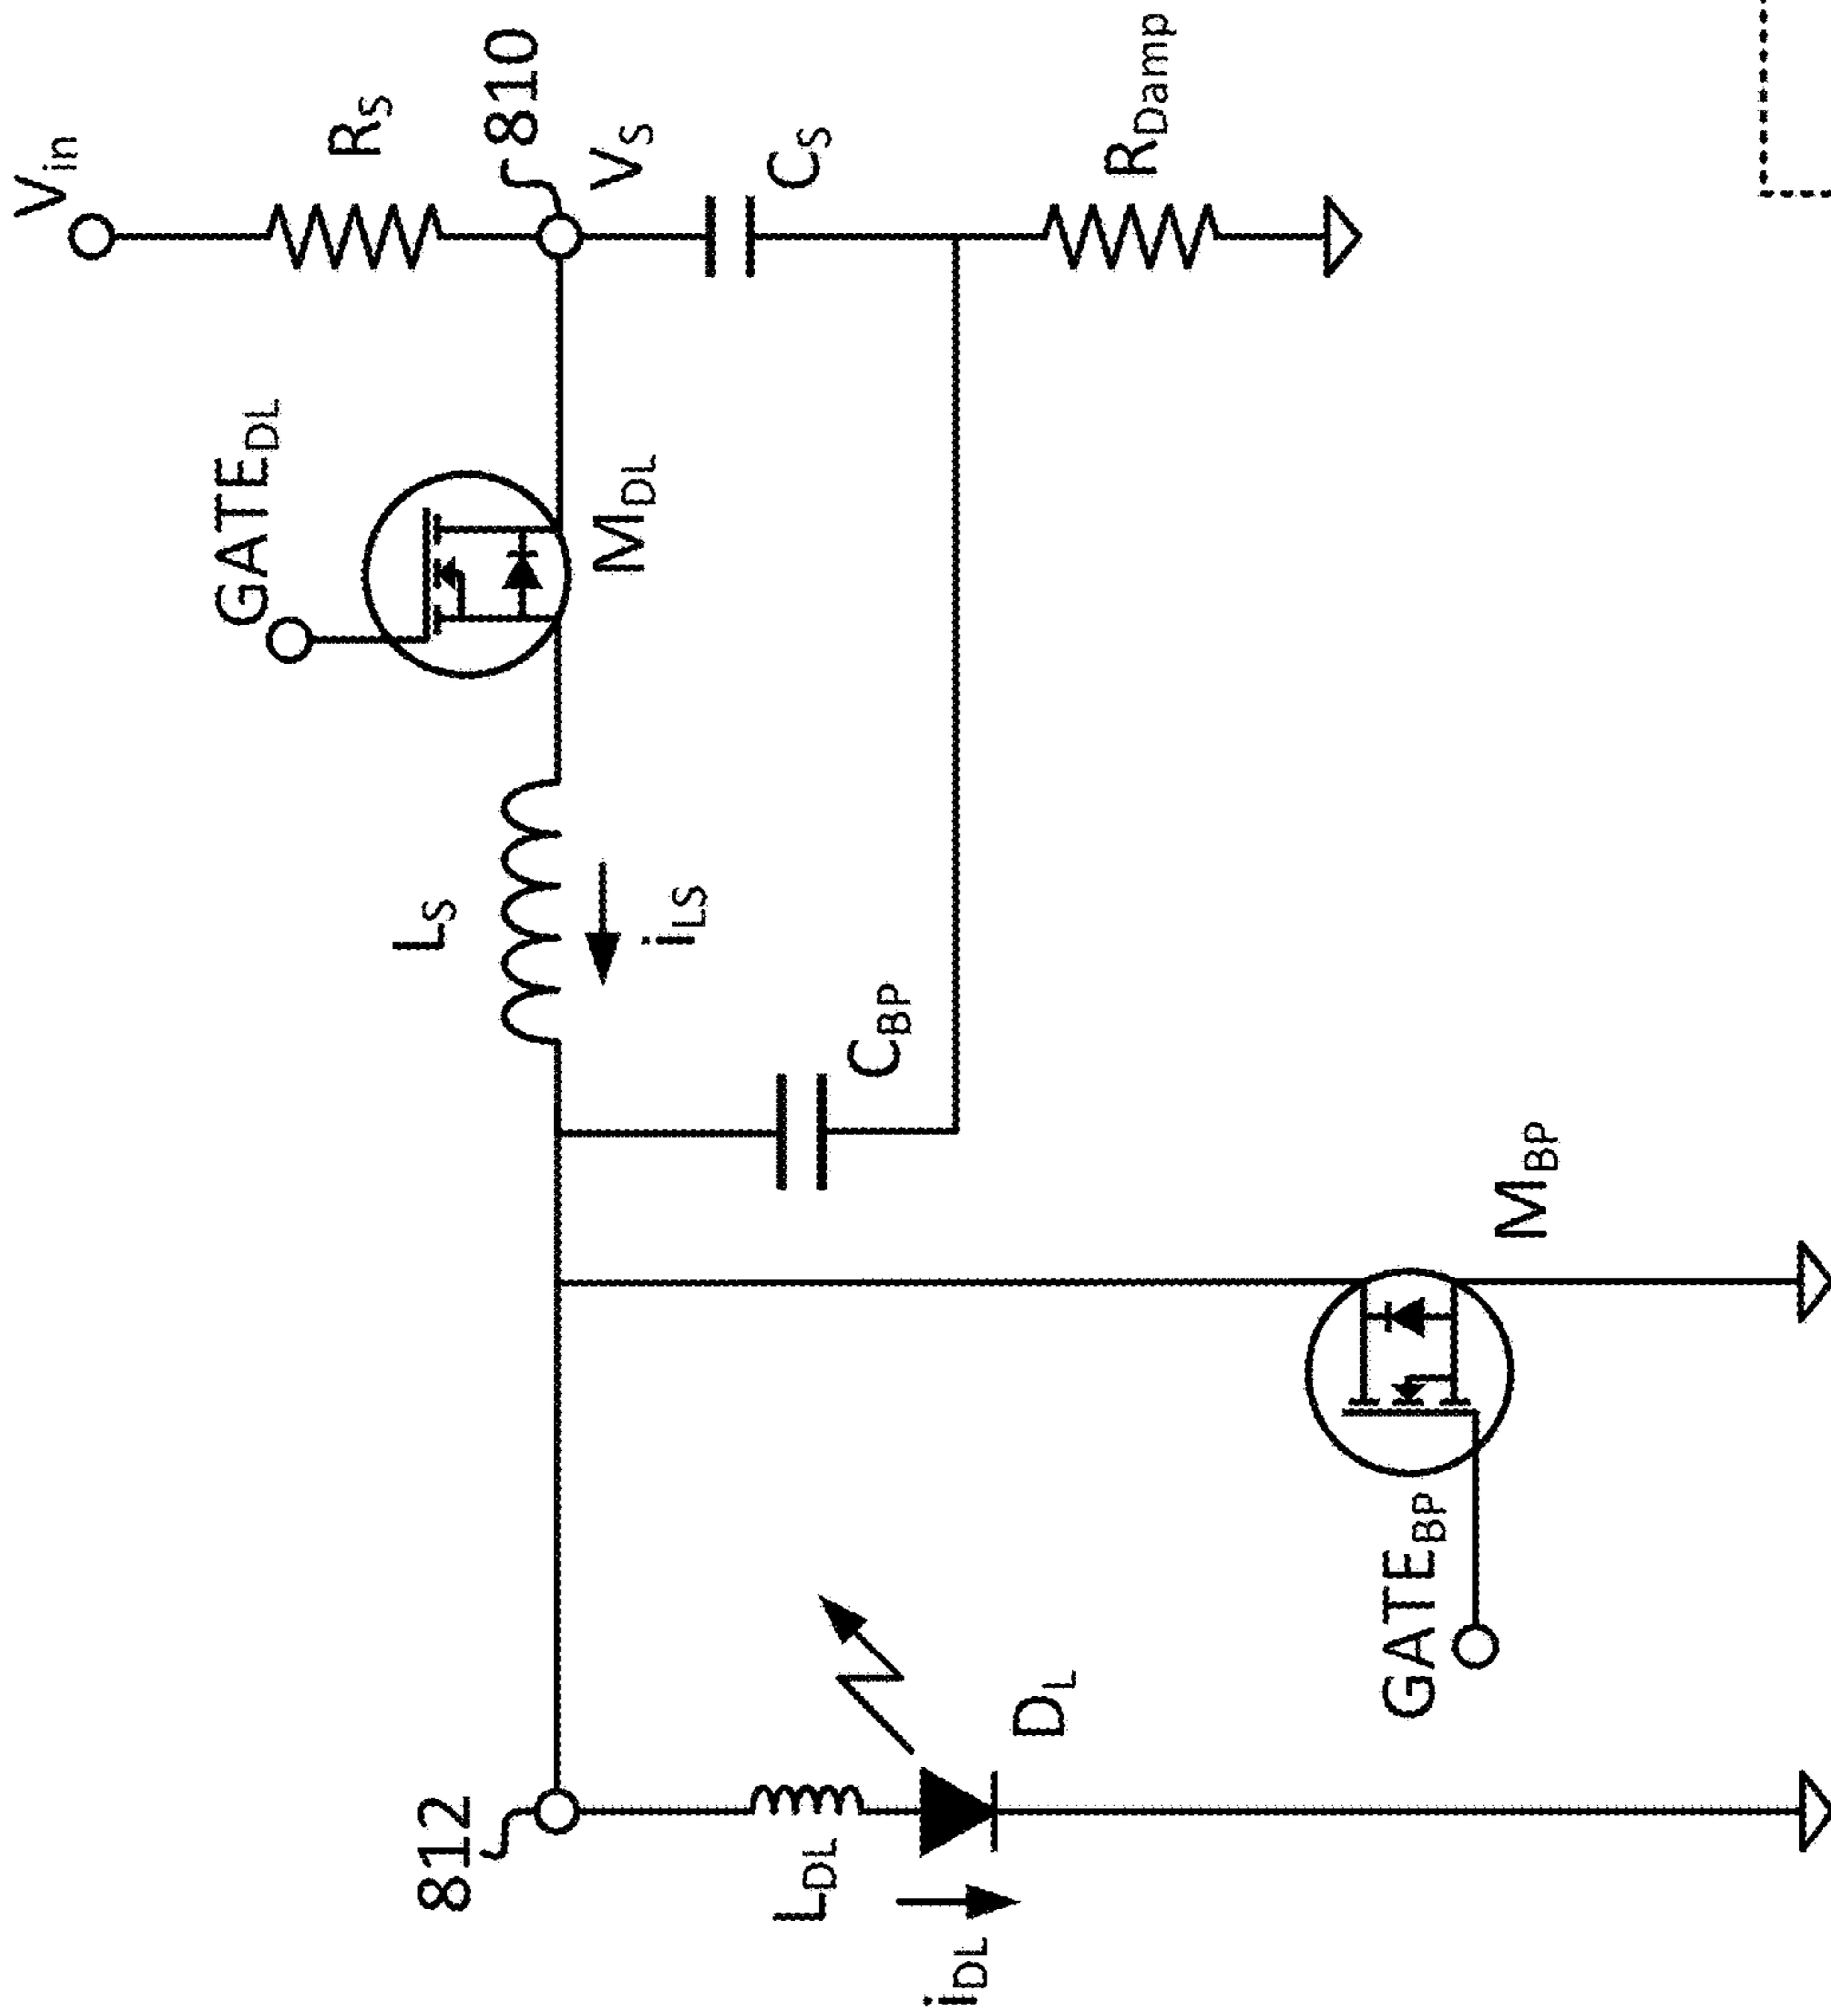 V_in
R_S
810
V_S
C_S
R_Damp
GATE_DL
M_DL
L_S
i_LS
C_BP
M_BP
GATE_BP
812
L_DL
D_L
i_DL